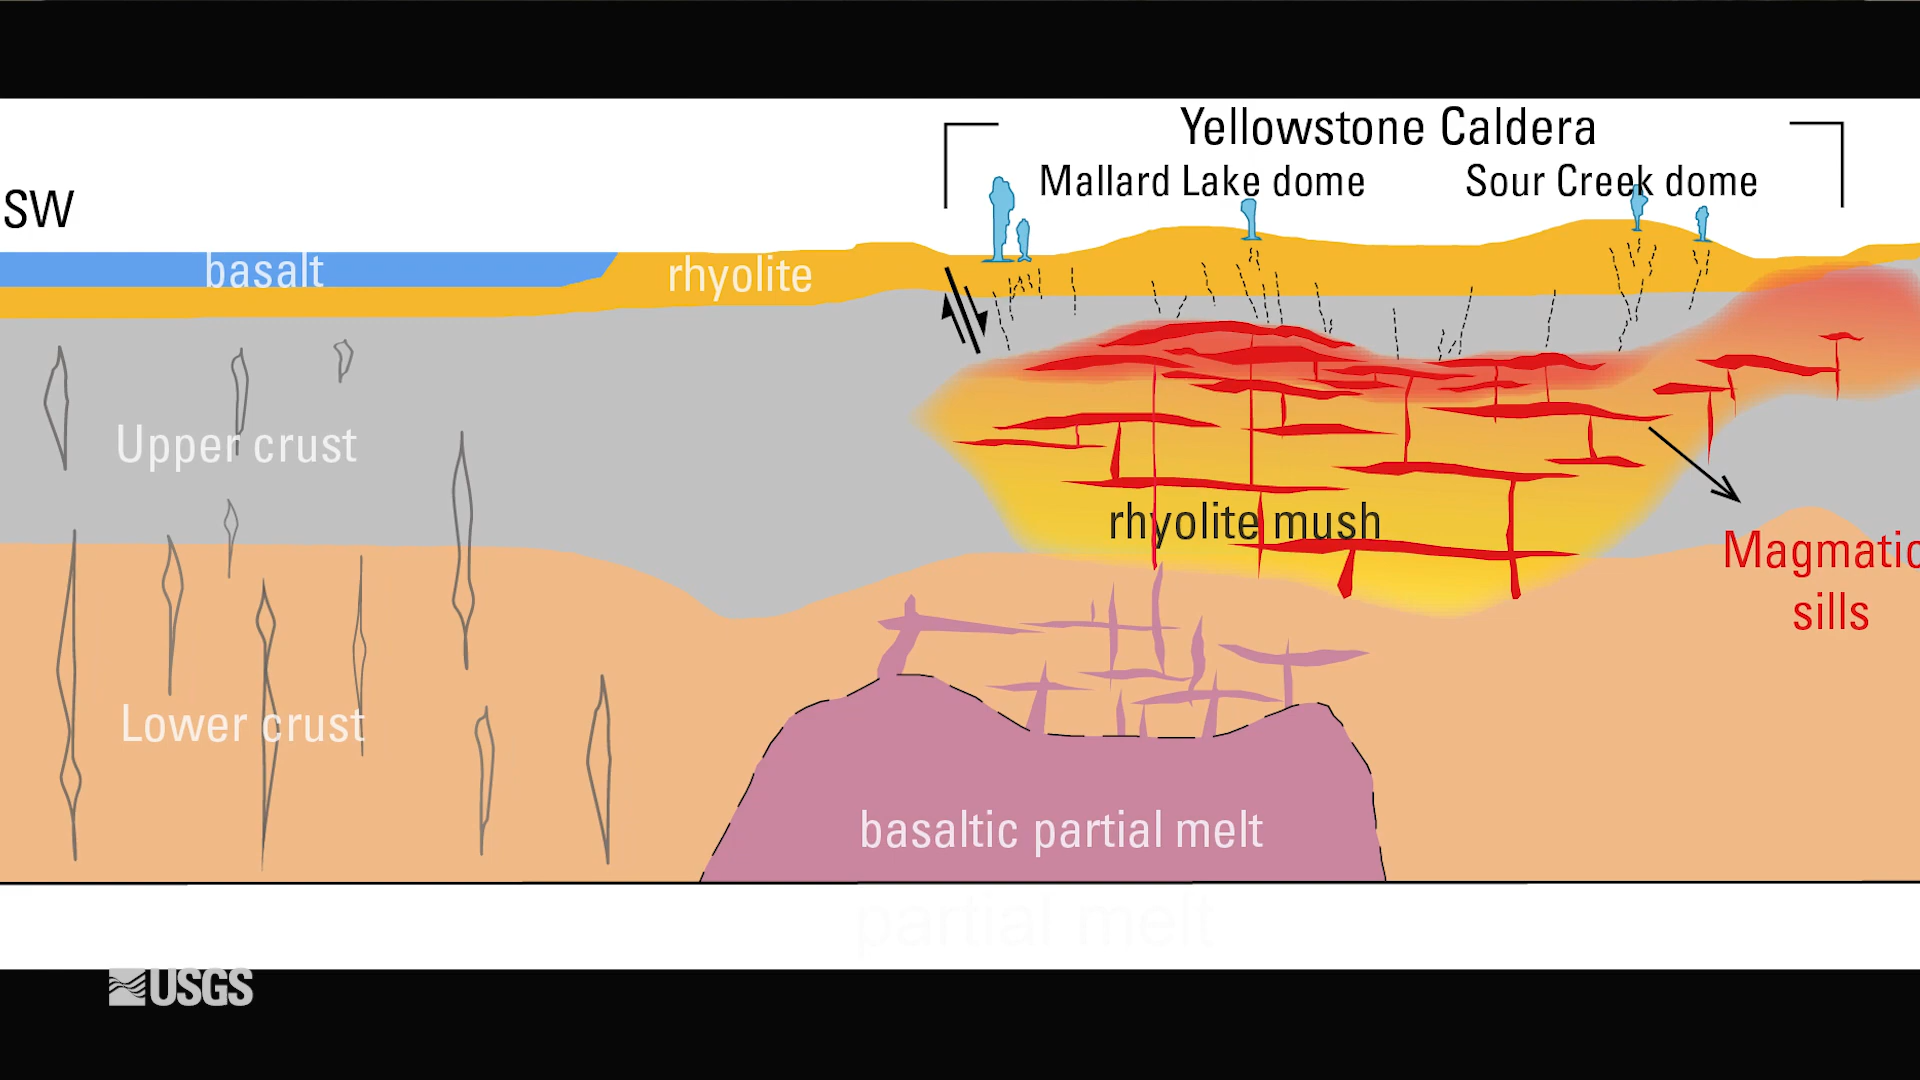 Yellowstone Caldera
Mallard Lake dome
Sour Creek dome
SW
basalt
rhyolite
Upper crust
rhyolite mush
Magmatic
sills
Lower crust
basaltic partial melt
partial melt
USGS